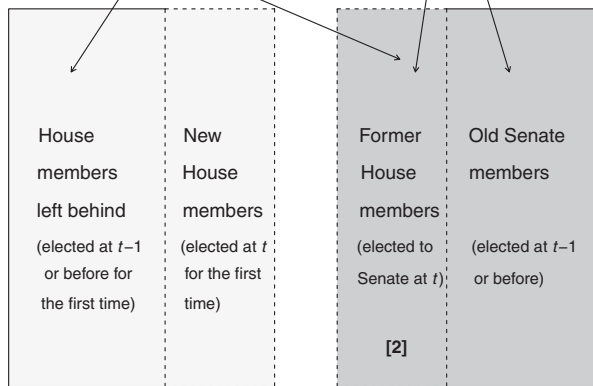 House
members
left behind
(elected at t−1
or before for
the first time)
New
House
members
(elected at t
for the first
time)
Former
House
members
(elected to
Senate at t)
[2]
Old Senate
members
(elected at t−1
or before)